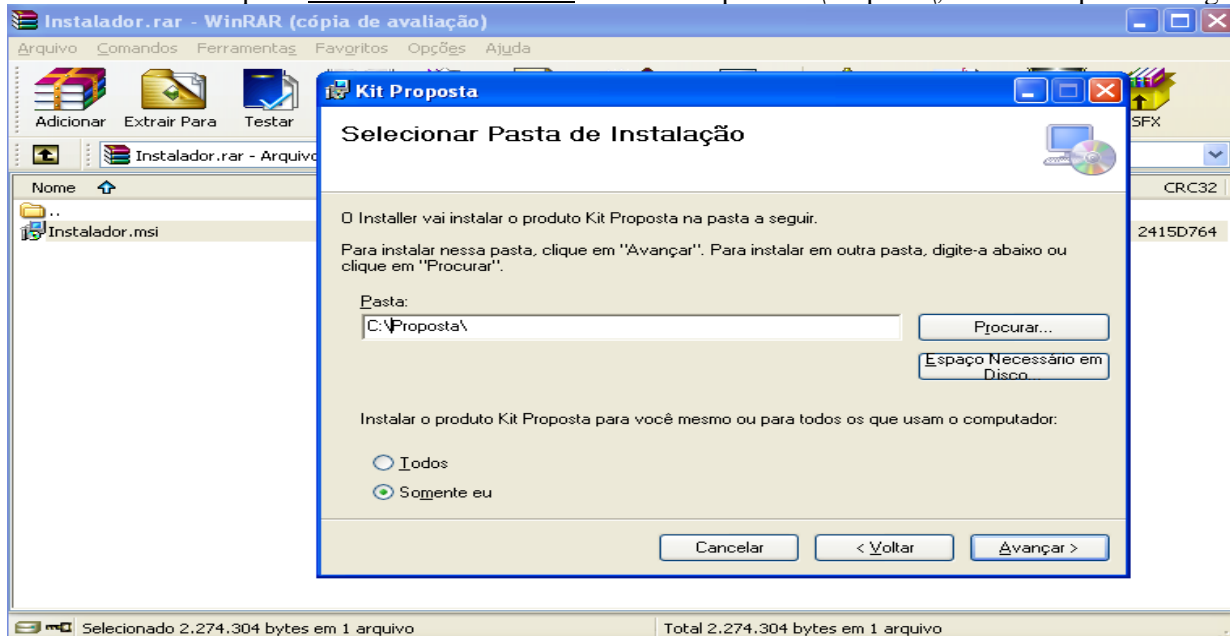 Instalador.rar - WinRAR (cópia de avaliação)
Arquivo Comandos Ferramentas Favoritos Opções Ajuda
Adicionar Extrair Para Testar SFX
Instalador.rar - Arquivo
Nome CRC32
..
Instalador.msi 2415D764
Kit Proposta
Selecionar Pasta de Instalação
O Installer vai instalar o produto Kit Proposta na pasta a seguir.
Para instalar nessa pasta, clique em "Avançar". Para instalar em outra pasta, digite-a abaixo ou
clique em "Procurar".
Pasta:
C:\Proposta\
Procurar...
Espaço Necessário em
Disco...
Instalar o produto Kit Proposta para você mesmo ou para todos os que usam o computador:
Todos
Somente eu
Cancelar < Voltar Avançar >
Selecionado 2.274.304 bytes em 1 arquivo Total 2.274.304 bytes em 1 arquivo